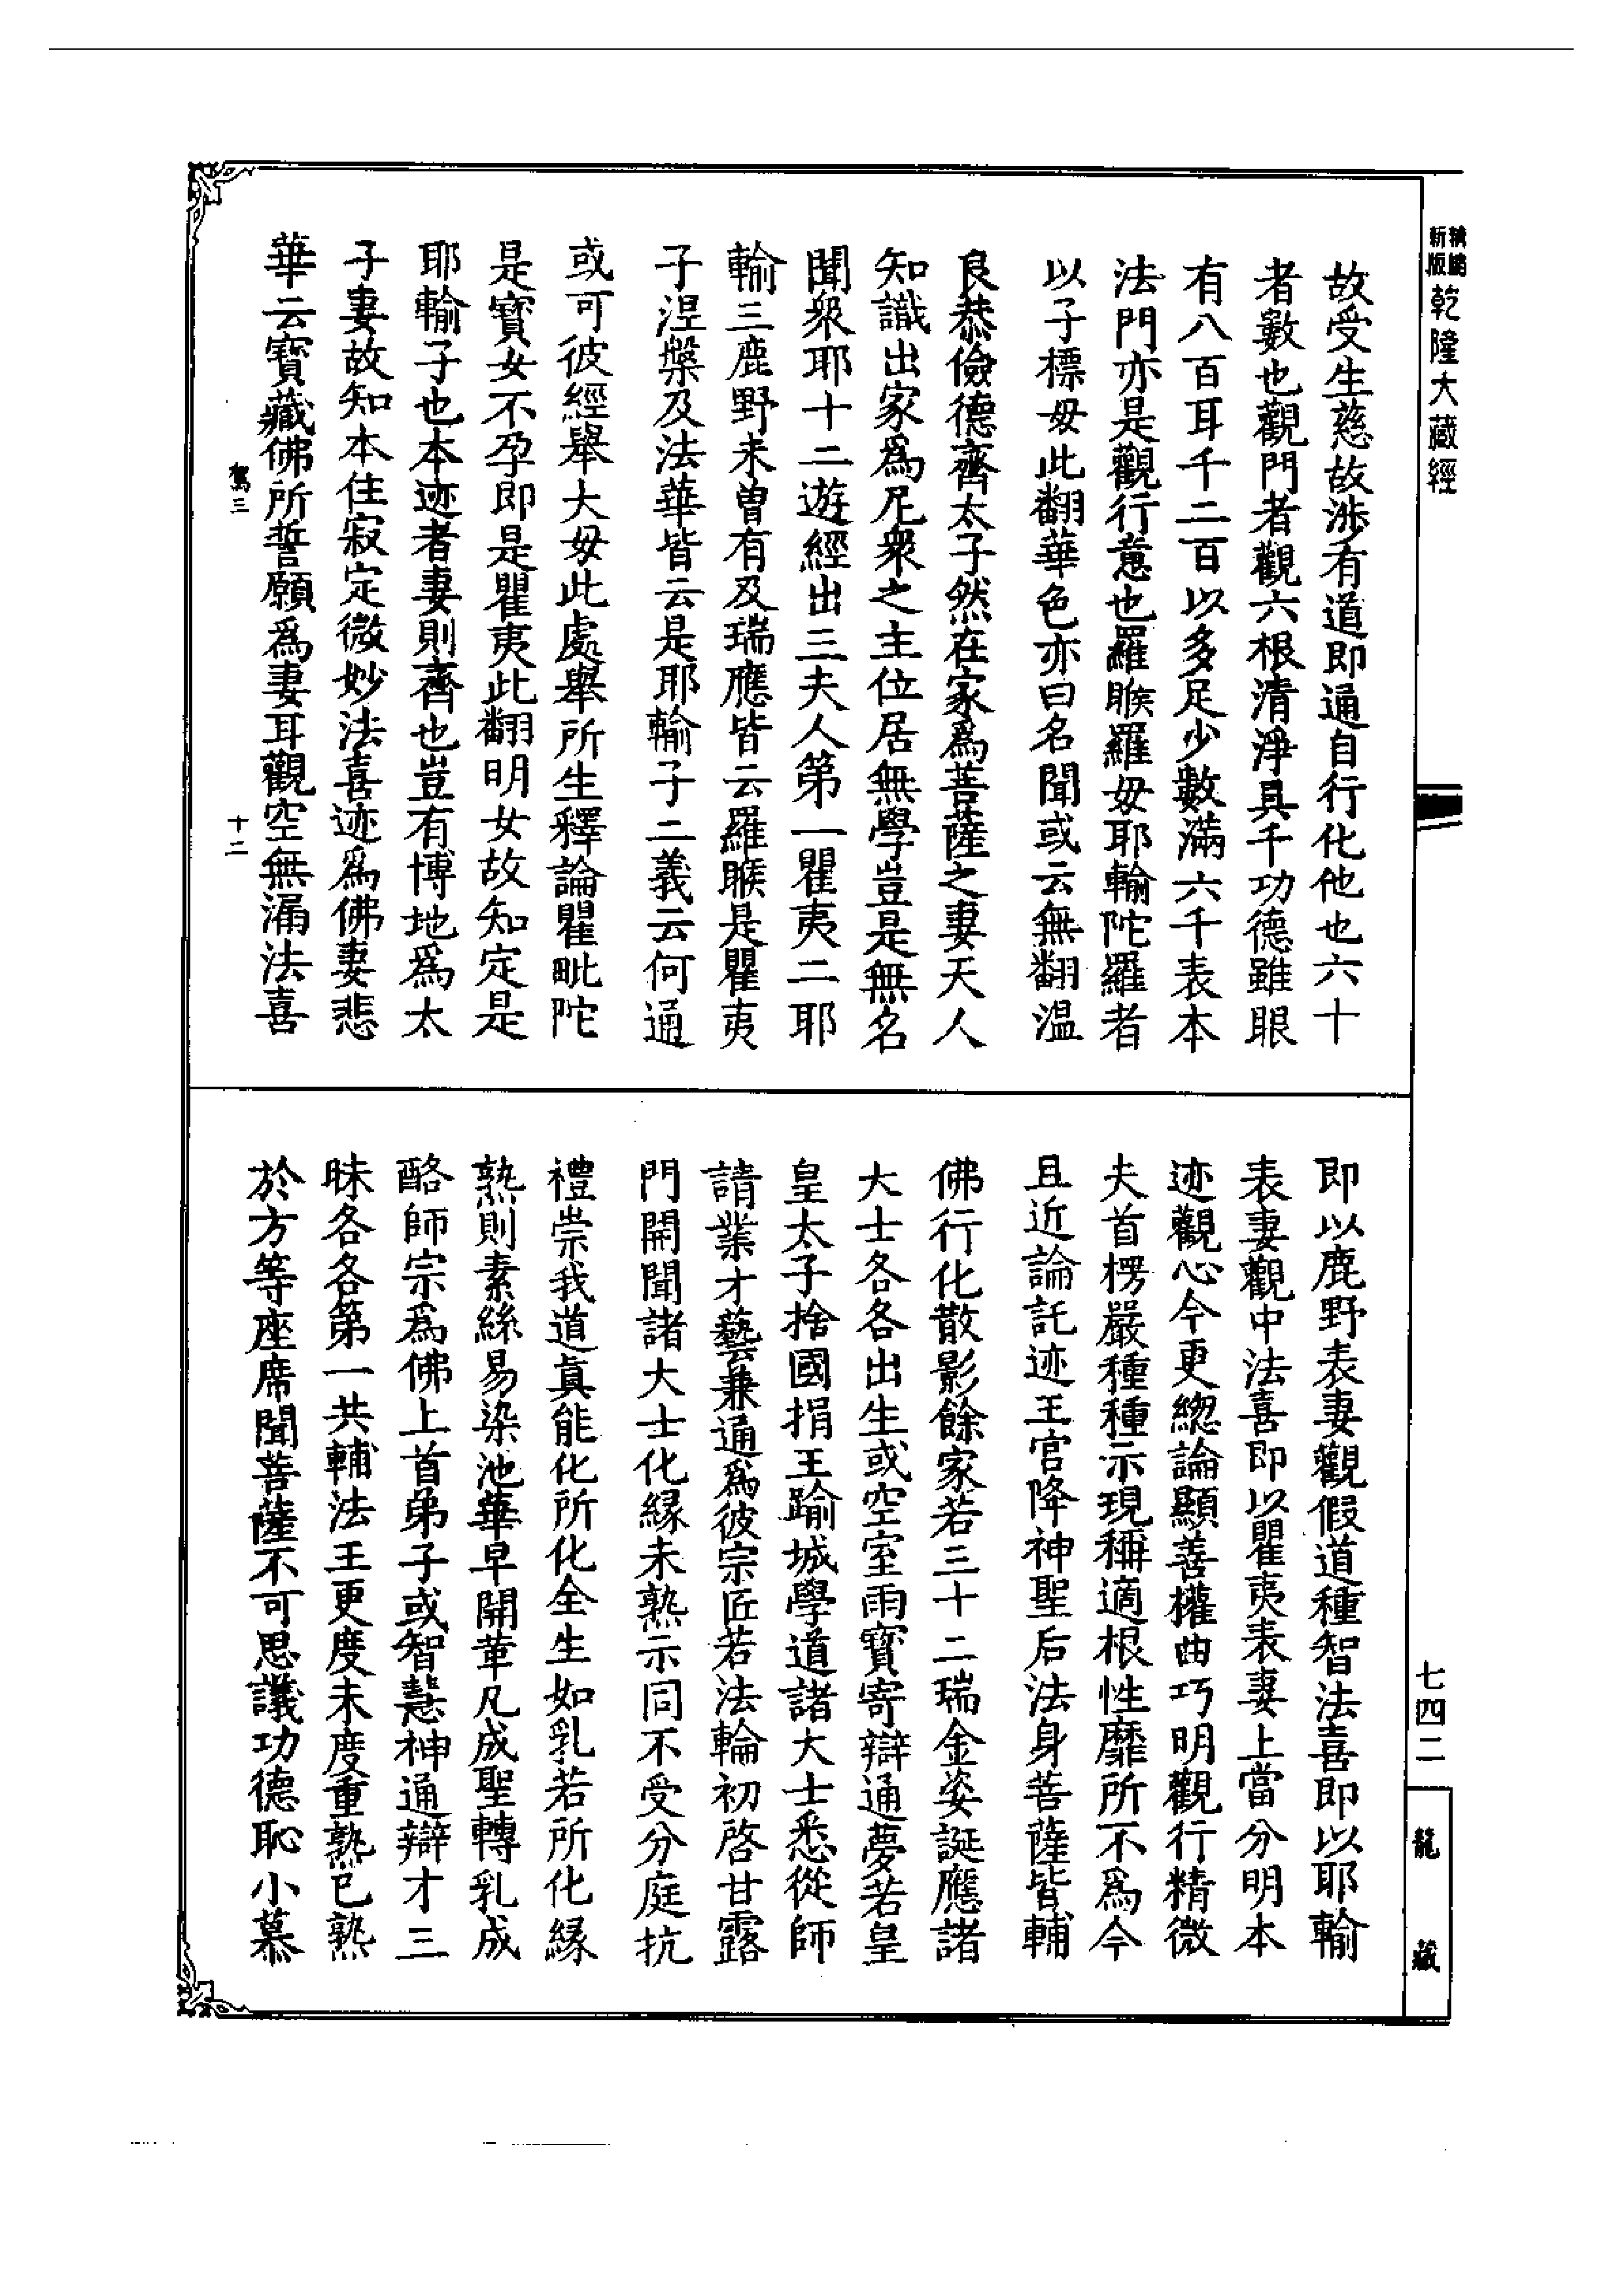 新版
乾隆大藏經
故受生慈故涉有道即通自行化他也六十
者數也觀門者觀六根清淨具千功德雖眼
有八百耳千二百以多足少數滿六千表本
法門亦是觀行意也羅睺羅毋耶輸陀羅者
以子標毋此翻華色亦曰名聞或云無翻溫
良恭儉德齊太子然在家爲菩薩之妻天人
知識出家爲尼衆之主位居無學豈是無名
聞衆耶十二遊經出三夫人第一瞿夷二耶
輸三鹿野未曾有及瑞應皆云羅睺是瞿夷
子涅槃及法華皆云是耶輸子二義云何通
或可彼經舉大毋此處舉所生釋論瞿毗陀
是寶女不孕即是瞿夷此翻明女故知定是
耶輸子也本迹者妻則齊也豈有博地爲太
子妻故知本住寂定微妙法喜迹爲佛妻悲
華云寶藏佛所誓願爲妻耳觀空無漏法喜
駕三
十二
即以鹿野表妻觀假道種智法喜即以耶輸
表妻觀中法喜即以瞿夷表妻上當分明本
迹觀心今更總論顯善權曲巧明觀行精微
夫首楞嚴種種示現稱適根性靡所不爲今
且近論託迹王宮降神聖后法身菩薩皆輔
佛行化散影餘家若三十二瑞金姿誕應諸
大士各各出生或空室雨寶寄辯通夢若皇
皇太子捨國捐王踰城學道諸大士悉從師
請業才藝兼通爲彼宗匠若法輪初啓甘露
門開聞諸大士化緣未熟示同不受分庭抗
禮崇我道真能化所化全生如乳若所化緣
熟則素絲易染池華早開革凡成聖轉乳成
酪師宗爲佛上首弟子或智慧神通辯才三
昧各各第一共輔法王更度未度重熟已熟
於方等座席聞菩薩不可思議功德恥小慕
七四二
龍
藏